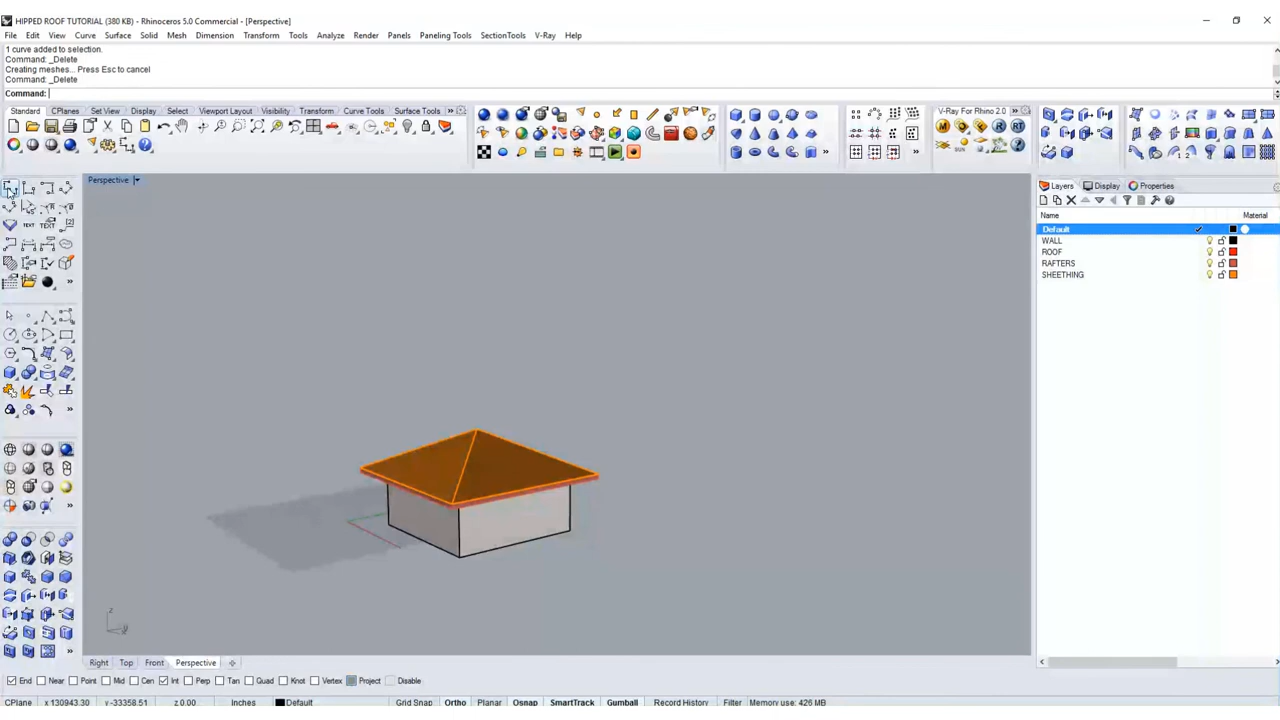 HIPPED ROOF TUTORIAL (380 KB) - Rhinoceros 5.0 Commercial - [Perspective]
File Edit View Curve Surface Solid Mesh Dimension Transform Tools Analyze Render Panels Paneling Tools SectionTools V-Ray Help
1 curve added to selection.
Command: _Delete
Creating meshes... Press Esc to cancel
Command: _Delete
Command:
Standard CPlanes Set View Display Select Viewport Layout Visibility Transform Curve Tools Surface Tools
V-Ray For Rhino 2.0
Perspective
Layers Display Properties
Name Material
Default
WALL
ROOF
RAFTERS
SHEETHING
TEXT
z
y
Right Top Front Perspective
End Near Point Mid Cen Int Perp Tan Quad Knot Vertex Project Disable
CPlane x 130943.30 y -33358.51 z 0.00 Inches Default Grid Snap Ortho Planar Osnap SmartTrack Gumball Record History Filter Memory use: 426 MB